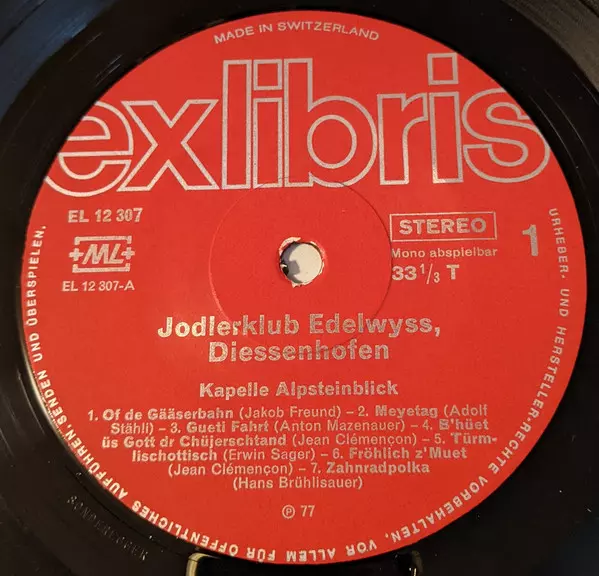 MADE IN SWITZERLAND
exlibris
EL 12 307
+ML+
EL 12 307-A
STEREO
Mono abspielbar
33 1/3 T
1
Jodlerklub Edelwyss,
Diessenhofen
Kapelle Alpsteinblick
1. Of de Gääserbahn (Jakob Freund) – 2. Meyetag (Adolf
Stähli) – 3. Gueti Fahrt (Anton Mazenauer) – 4. B'hüet
üs Gott dr Chüjerschtand (Jean Clémençon) – 5. Türm-
lischottisch (Erwin Sager) – 6. Fröhlich z'Muet
(Jean Clémençon) – 7. Zahnradpolka
(Hans Brühlisauer)
Ⓟ 77
URHEBER- UND HERSTELLER-RECHTE VORBEHALTEN, VOR ALLEM FÜR ÖFFENTLICHES AUFFÜHREN, SENDEN UND ÜBERSPIELEN.